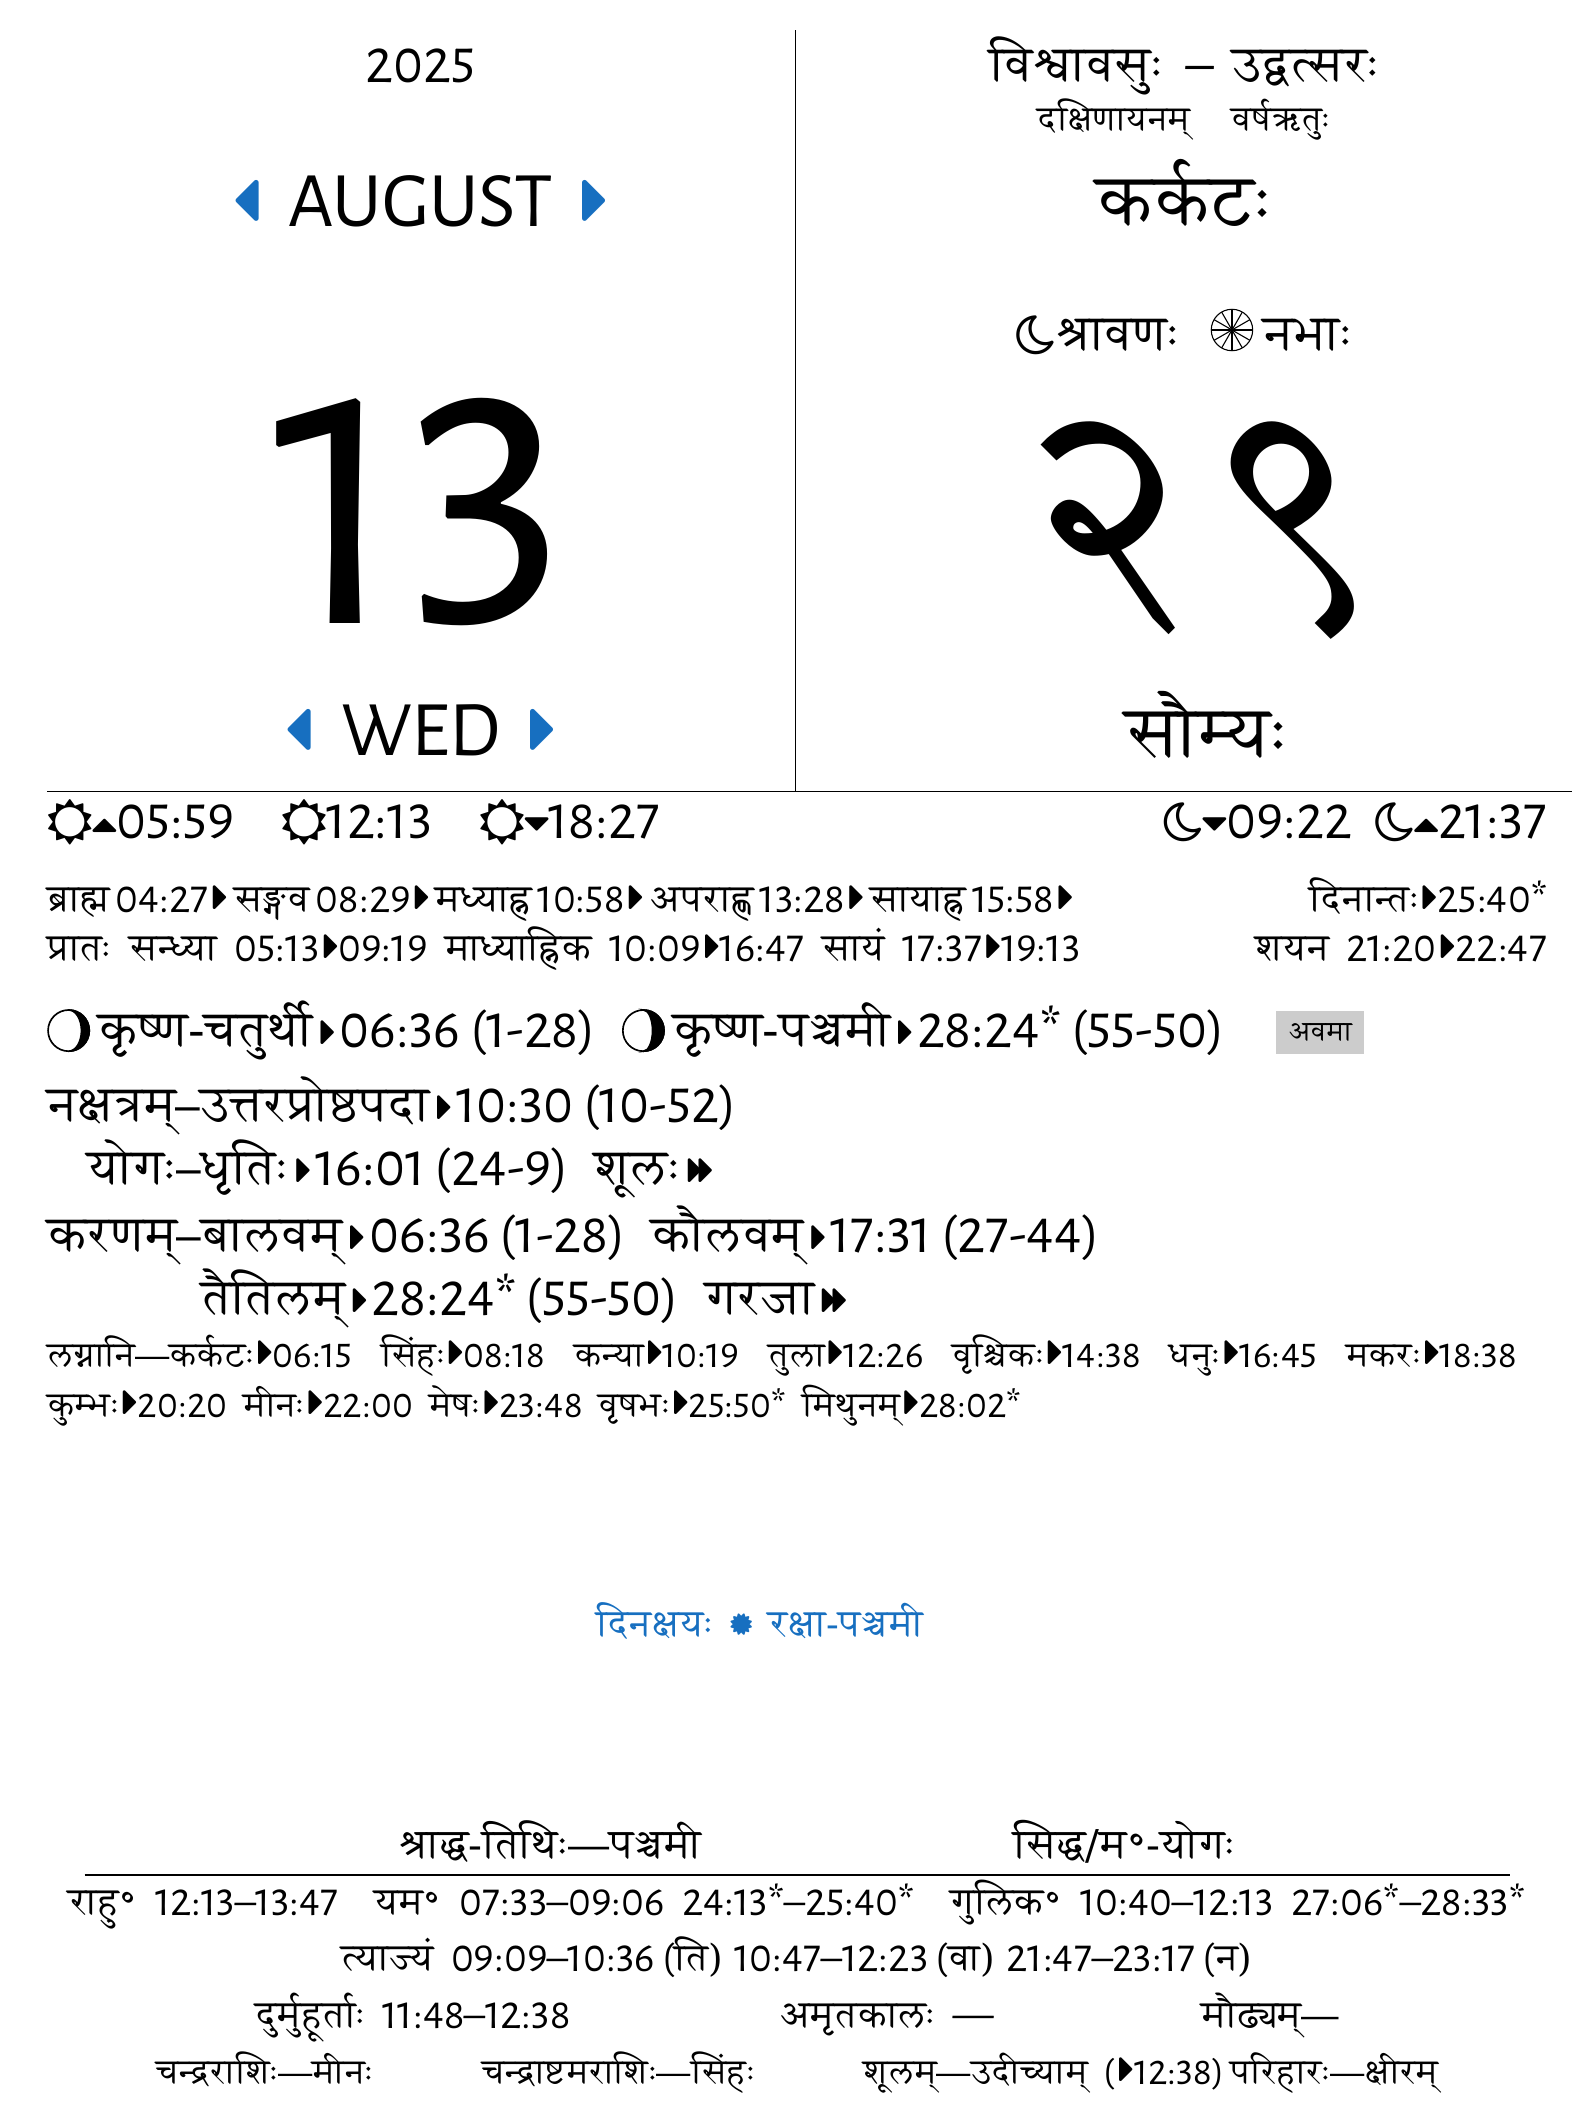 2025
AUGUST
13
WED
विश्वावसुः – उद्वत्सरः
दक्षिणायनम् वर्षऋतुः
कर्कटः
श्रावणः नभाः
२९
सौम्यः
05:59 12:13 18:27 09:22 21:37
ब्राह्म 04:27 सङ्गव 08:29 मध्याह्न 10:58 अपराह्ण 13:28 सायाह्न 15:58 दिनान्तः 25:40*
प्रातः सन्ध्या 05:13 09:19 माध्याह्निक 10:09 16:47 सायं 17:37 19:13 शयन 21:20 22:47
कृष्ण-चतुर्थी 06:36 (1-28) कृष्ण-पञ्चमी 28:24* (55-50) अवमा
नक्षत्रम्–उत्तरप्रोष्ठपदा 10:30 (10-52)
योगः–धृतिः 16:01 (24-9) शूलः
करणम्–बालवम् 06:36 (1-28) कौलवम् 17:31 (27-44)
तैतिलम् 28:24* (55-50) गरजा
लग्नानि—कर्कटः 06:15 सिंहः 08:18 कन्या 10:19 तुला 12:26 वृश्चिकः 14:38 धनुः 16:45 मकरः 18:38
कुम्भः 20:20 मीनः 22:00 मेषः 23:48 वृषभः 25:50* मिथुनम् 28:02*
दिनक्षयः रक्षा-पञ्चमी
श्राद्ध-तिथिः—पञ्चमी सिद्ध/म°-योगः
राहु° 12:13–13:47 यम° 07:33–09:06 24:13*–25:40* गुलिक° 10:40–12:13 27:06*–28:33*
त्याज्यं 09:09–10:36 (ति) 10:47–12:23 (वा) 21:47–23:17 (न)
दुर्मुहूर्ताः 11:48–12:38 अमृतकालः — मौढ्यम्—
चन्द्रराशिः—मीनः चन्द्राष्टमराशिः—सिंहः शूलम्—उदीच्याम् ( 12:38) परिहारः—क्षीरम्